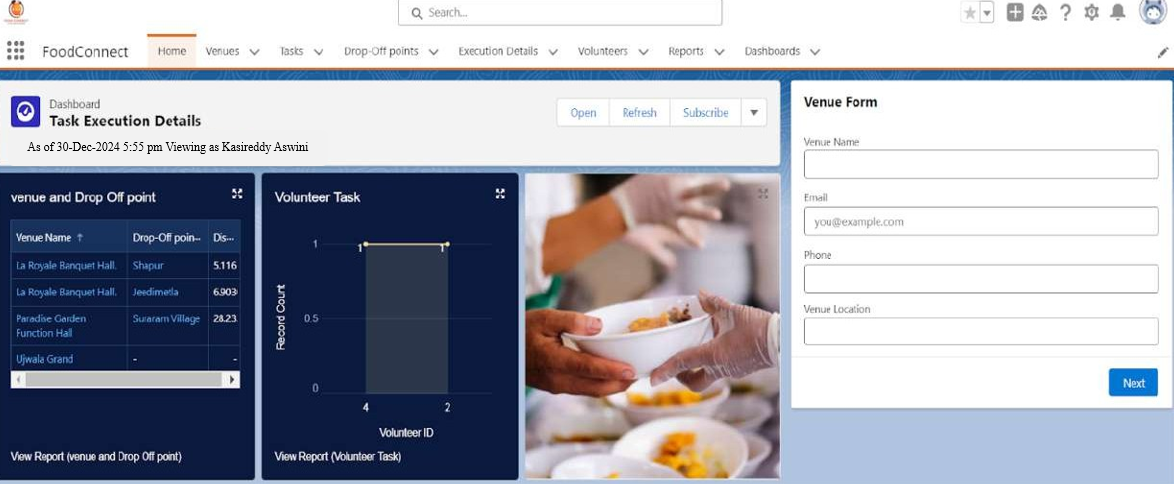 Search...
FoodConnect
Home
Venues
Tasks
Drop-Off points
Execution Details
Volunteers
Reports
Dashboards
Dashboard
Task Execution Details
As of 30-Dec-2024 5:55 pm Viewing as Kasireddy Aswini
Open
Refresh
Subscribe
venue and Drop Off point
Venue Name ↑ Drop-Off poin... Dis...
La Royale Banquet Hall. Shapur 5.116
La Royale Banquet Hall. Jeedimetla 6.903
Paradise Garden Suraram Village 28.23
Function Hall
Ujwala Grand - -
View Report (venue and Drop Off point)
Volunteer Task
Record Count
1
0.5
0
1 1
4 2
Volunteer ID
View Report (Volunteer Task)
Venue Form
Venue Name
Email
you@example.com
Phone
Venue Location
Next